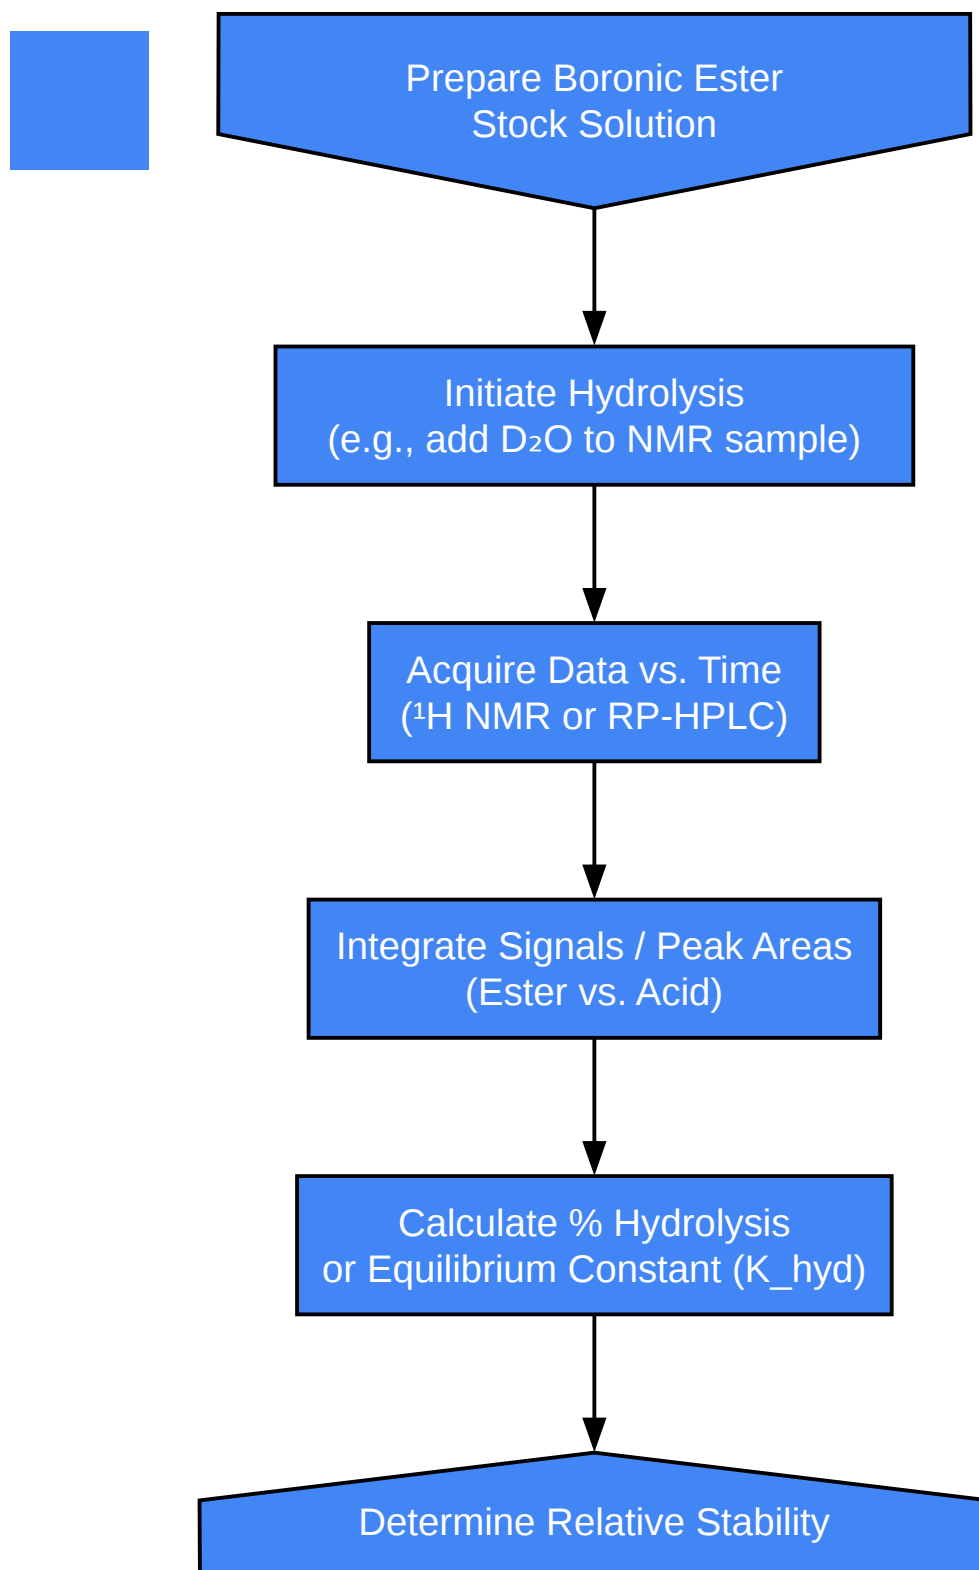 Prepare Boronic Ester
Stock Solution
Initiate Hydrolysis
(e.g., add D₂O to NMR sample)
Acquire Data vs. Time
(¹H NMR or RP-HPLC)
Integrate Signals / Peak Areas
(Ester vs. Acid)
Calculate % Hydrolysis
or Equilibrium Constant (K_hyd)
Determine Relative Stability